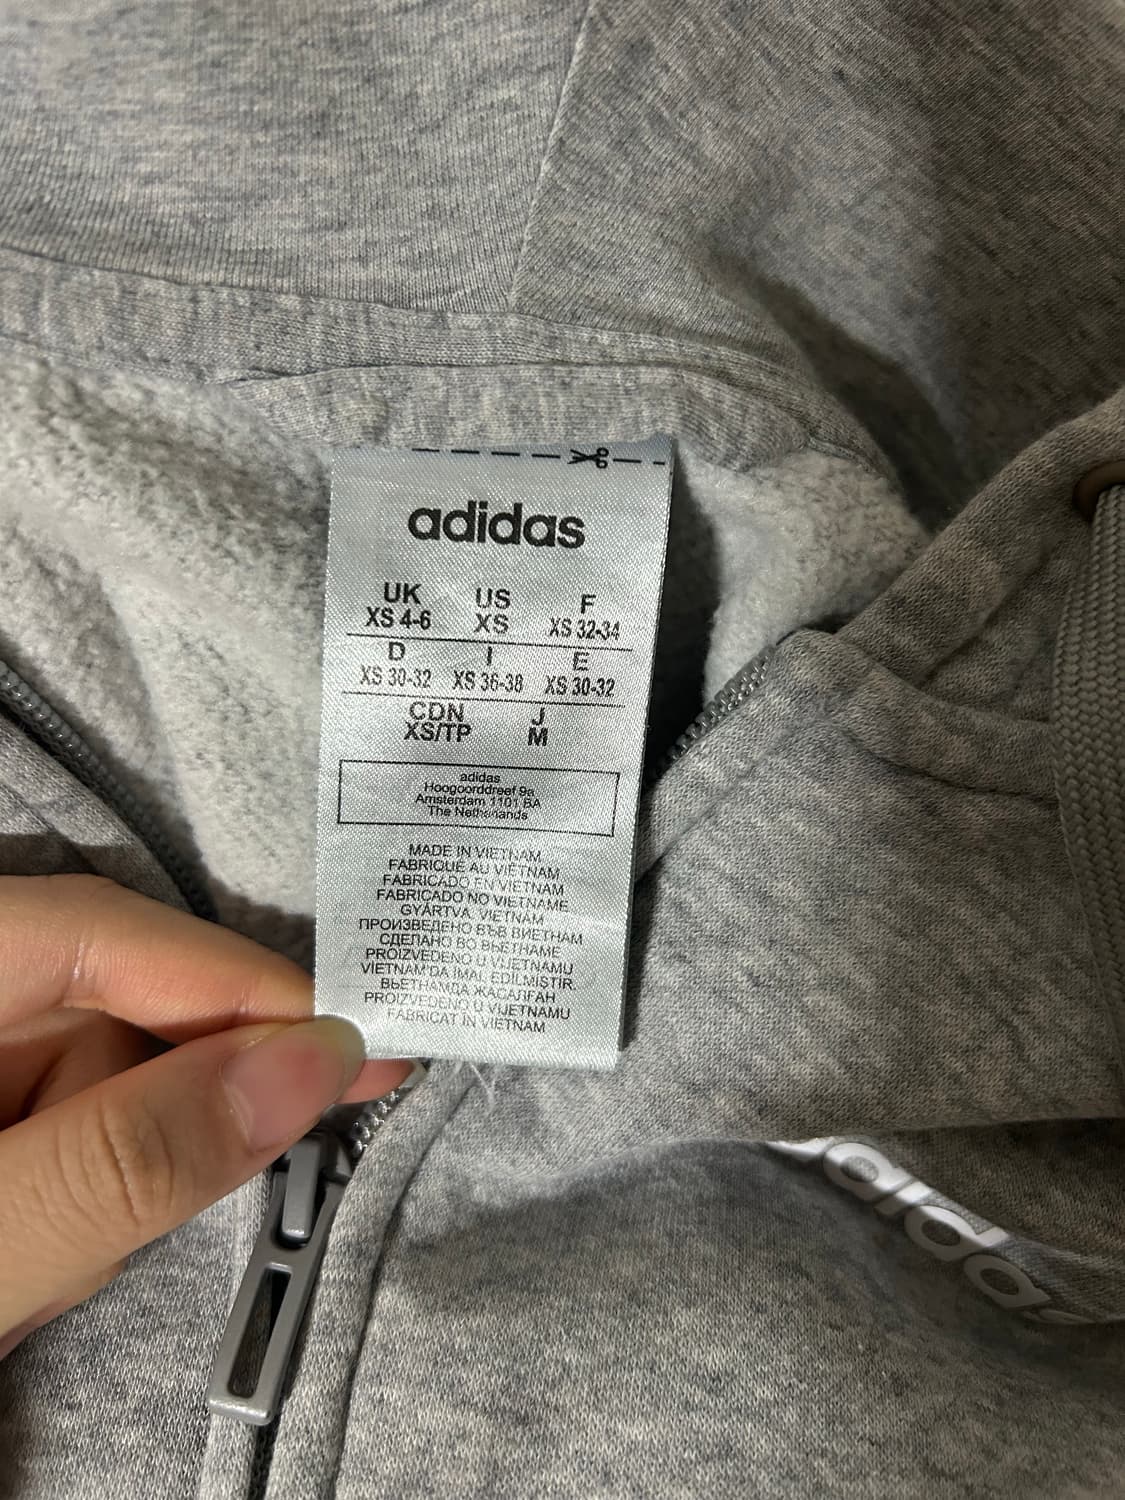 adidas
UK US F
XS 4-6 XS XS 32-34
D I E
XS 30-32 XS 36-38 XS 30-32
CDN J
XS/TP M
adidas
Hoogoorddreef 9a
Amsterdam 1101 BA
The Netherlands
MADE IN VIETNAM
FABRIQUÉ AU VIETNAM
FABRICADO EN VIETNAM
FABRICADO NO VIETNAME
GYÁRTVA: VIETNAM
ПРОИЗВЕДЕНО ВЪВ ВИЕТНАМ
СДЕЛАНО ВО ВЬЕТНАМЕ
PROIZVEDENO U VIJETNAMU
VIETNAM'DA İMAL EDİLMİŞTİR.
ВЬЕТНАМДА ЖАСАЛҒАН
PROIZVEDENO U VIJETNAMU
FABRICAT ÎN VIETNAM
adidas